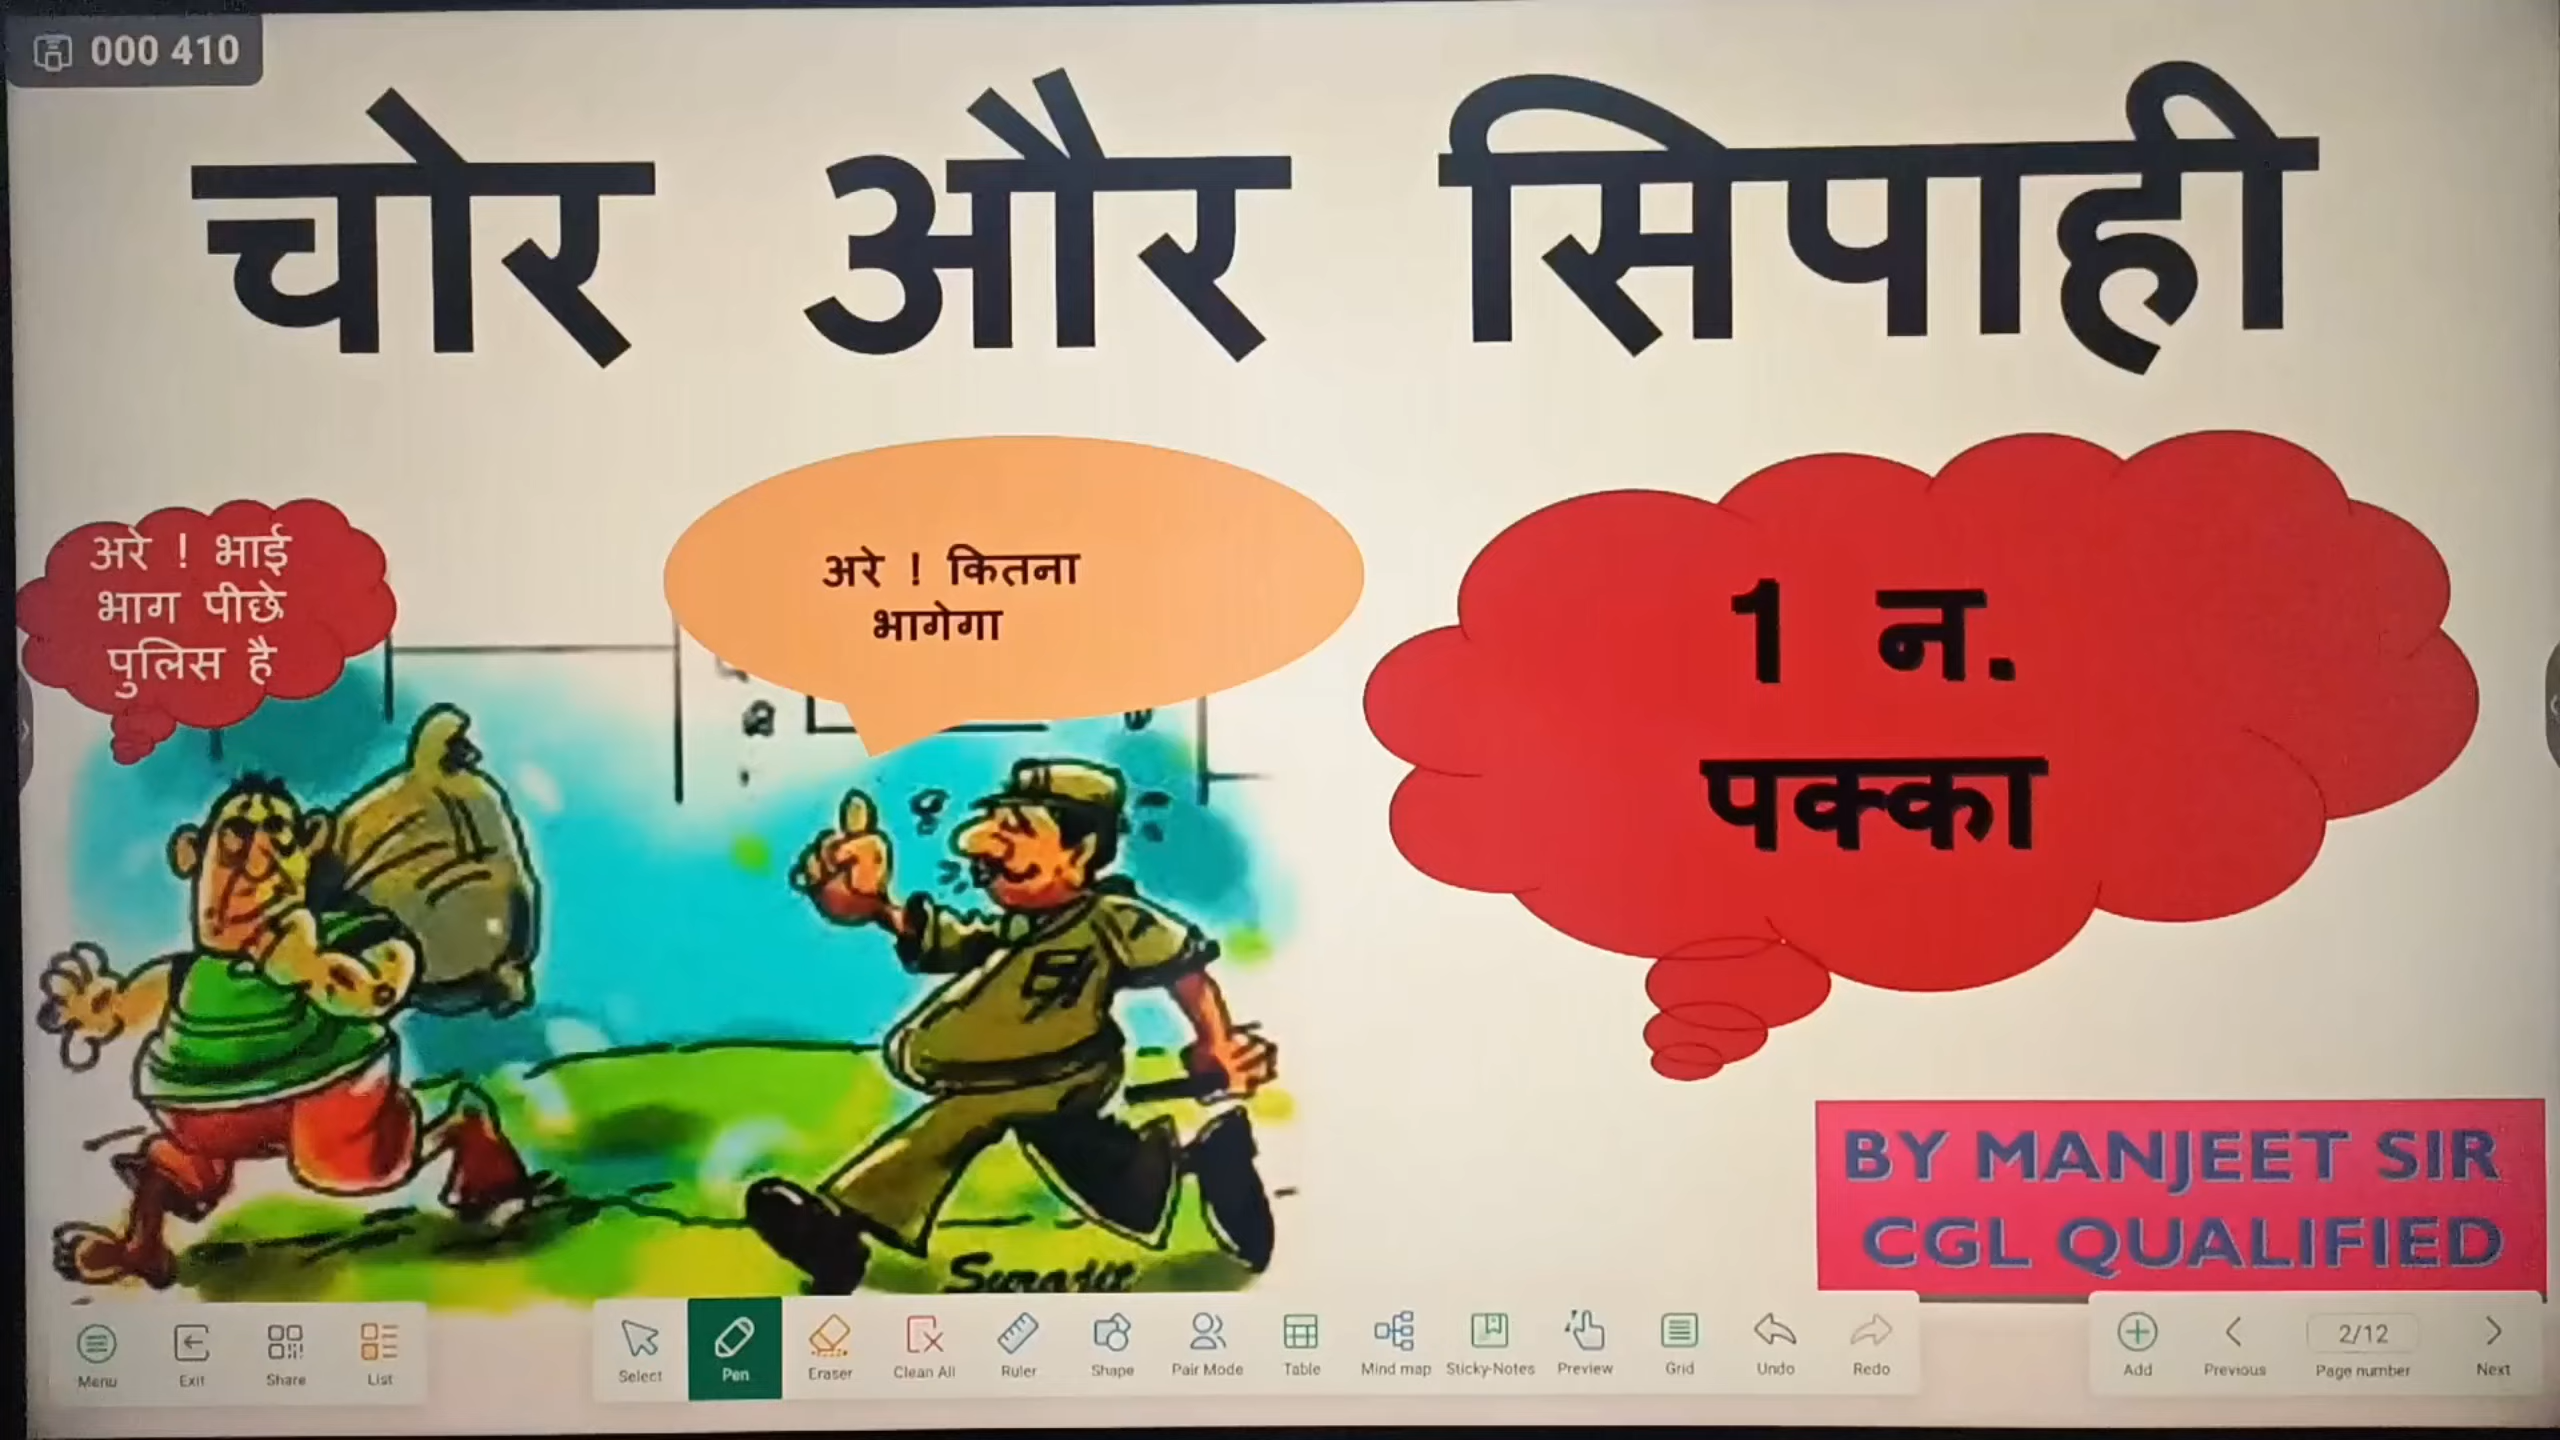 000 410
चोर और सिपाही
अरे ! भाई
भाग पीछे
पुलिस है
अरे ! कितना
भागेगा
1 न.
पक्का
BY MANJEET SIR
CGL QUALIFIED
Menu Exit Share List Select Pen Eraser Clean All Ruler Shape Pair Mode Table Mind map Sticky-Notes Preview Grid Undo Redo Add Previous 2/12 Page number Next